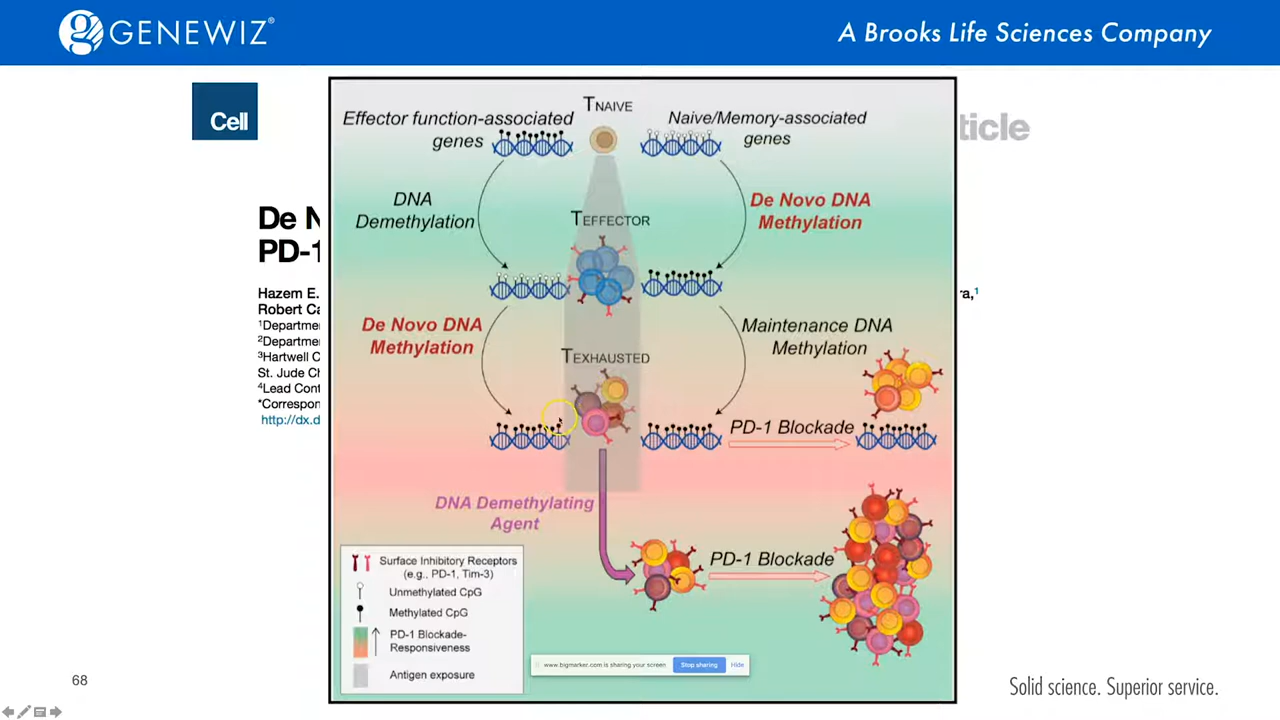 GENEWIZ®
A Brooks Life Sciences Company
Cell
ticle
De N
PD-1
Hazem E.
ra,1
Robert Ca
1Departme
2Departme
3Hartwell C
St. Jude Ch
4Lead Cont
*Correspon
http://dx.d
TNAIVE
Effector function-associated
genes
Naive/Memory-associated
genes
DNA
Demethylation
De Novo DNA
Methylation
TEFFECTOR
De Novo DNA
Methylation
Maintenance DNA
Methylation
TEXHAUSTED
PD-1 Blockade
DNA Demethylating
Agent
PD-1 Blockade
Surface Inhibitory Receptors
(e.g., PD-1, Tim-3)
Unmethylated CpG
Methylated CpG
PD-1 Blockade-
Responsiveness
Antigen exposure
www.bigmarker.com is sharing your screen
Stop sharing
Hide
68
Solid science. Superior service.